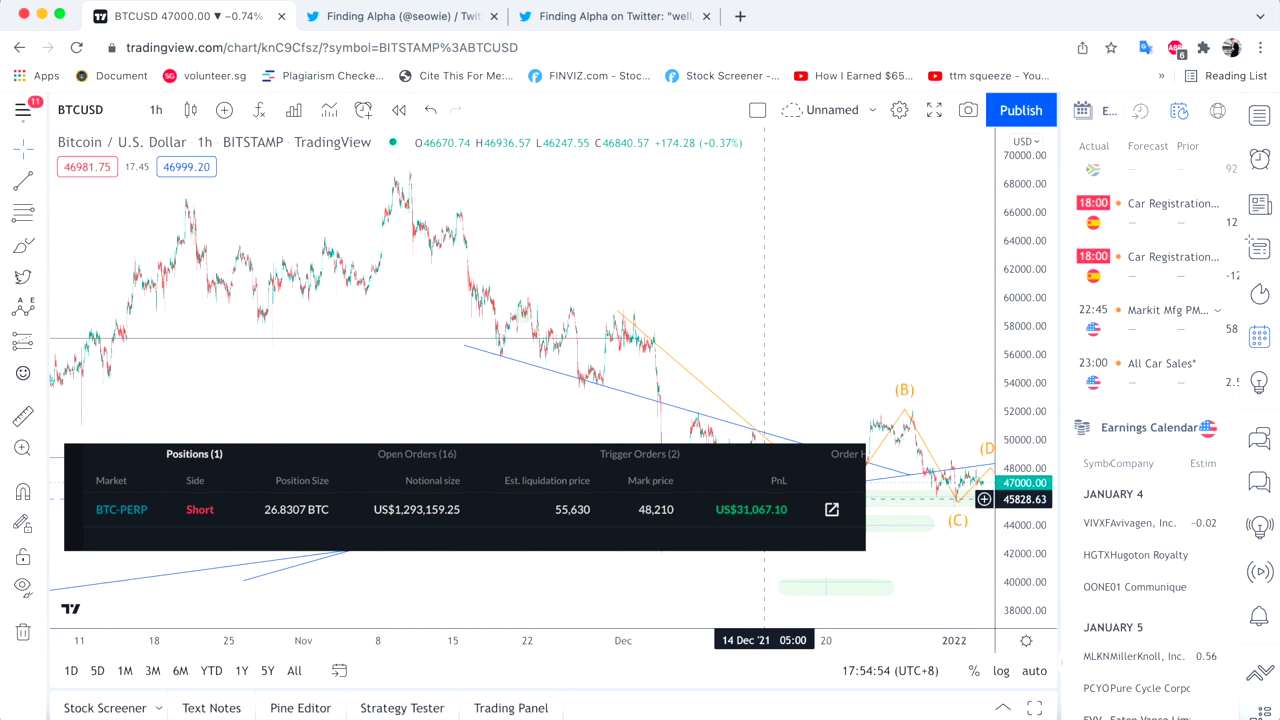 BTCUSD 47000.00 ▼ −0.74%
Finding Alpha (@seowie) / Twit
Finding Alpha on Twitter: "well,
tradingview.com/chart/knC9Cfsz/?symbol=BITSTAMP%3ABTCUSD
6
Apps
Document
volunteer.sg
Plagiarism Checke...
Cite This For Me:...
FINVIZ.com - Stoc...
Stock Screener -...
How I Earned $65...
ttm squeeze - You...
»
Reading List
11
BTCUSD
1h
Unnamed
Publish
E...
Bitcoin / U.S. Dollar · 1h · BITSTAMP · TradingView
O46670.74 H46936.57 L46247.55 C46840.57 +174.28 (+0.37%)
46981.75
17.45
46999.20
USD
70000.00
68000.00
66000.00
64000.00
62000.00
60000.00
58000.00
56000.00
54000.00
52000.00
50000.00
48000.00
47000.00
45828.63
44000.00
42000.00
40000.00
38000.00
(B)
(D
(C)
Positions (1)
Open Orders (16)
Trigger Orders (2)
Order H
Market
Side
Position Size
Notional size
Est. liquidation price
Mark price
PnL
BTC-PERP
Short
26.8307 BTC
US$1,293,159.25
55,630
48,210
US$31,067.10
11
18
25
Nov
8
15
22
Dec
14 Dec '21 05:00
20
2022
1D 5D 1M 3M 6M YTD 1Y 5Y All
17:54:54 (UTC+8)
% log auto
Stock Screener
Text Notes
Pine Editor
Strategy Tester
Trading Panel
Actual Forecast Prior
— — 92
18:00 Car Registration...
— — 12
18:00 Car Registration...
— — -12
22:45 Markit Mfg PM...
— — 58
23:00 All Car Sales*
— — 2.5
Earnings Calendar
Company
Estim
JANUARY 4
VIVXFAvivagen, Inc. −0.02
HGTXHugoton Royalty
OONE01 Communique
JANUARY 5
MLKNMillerKnoll, Inc. 0.56
PCYOPure Cycle Corpo